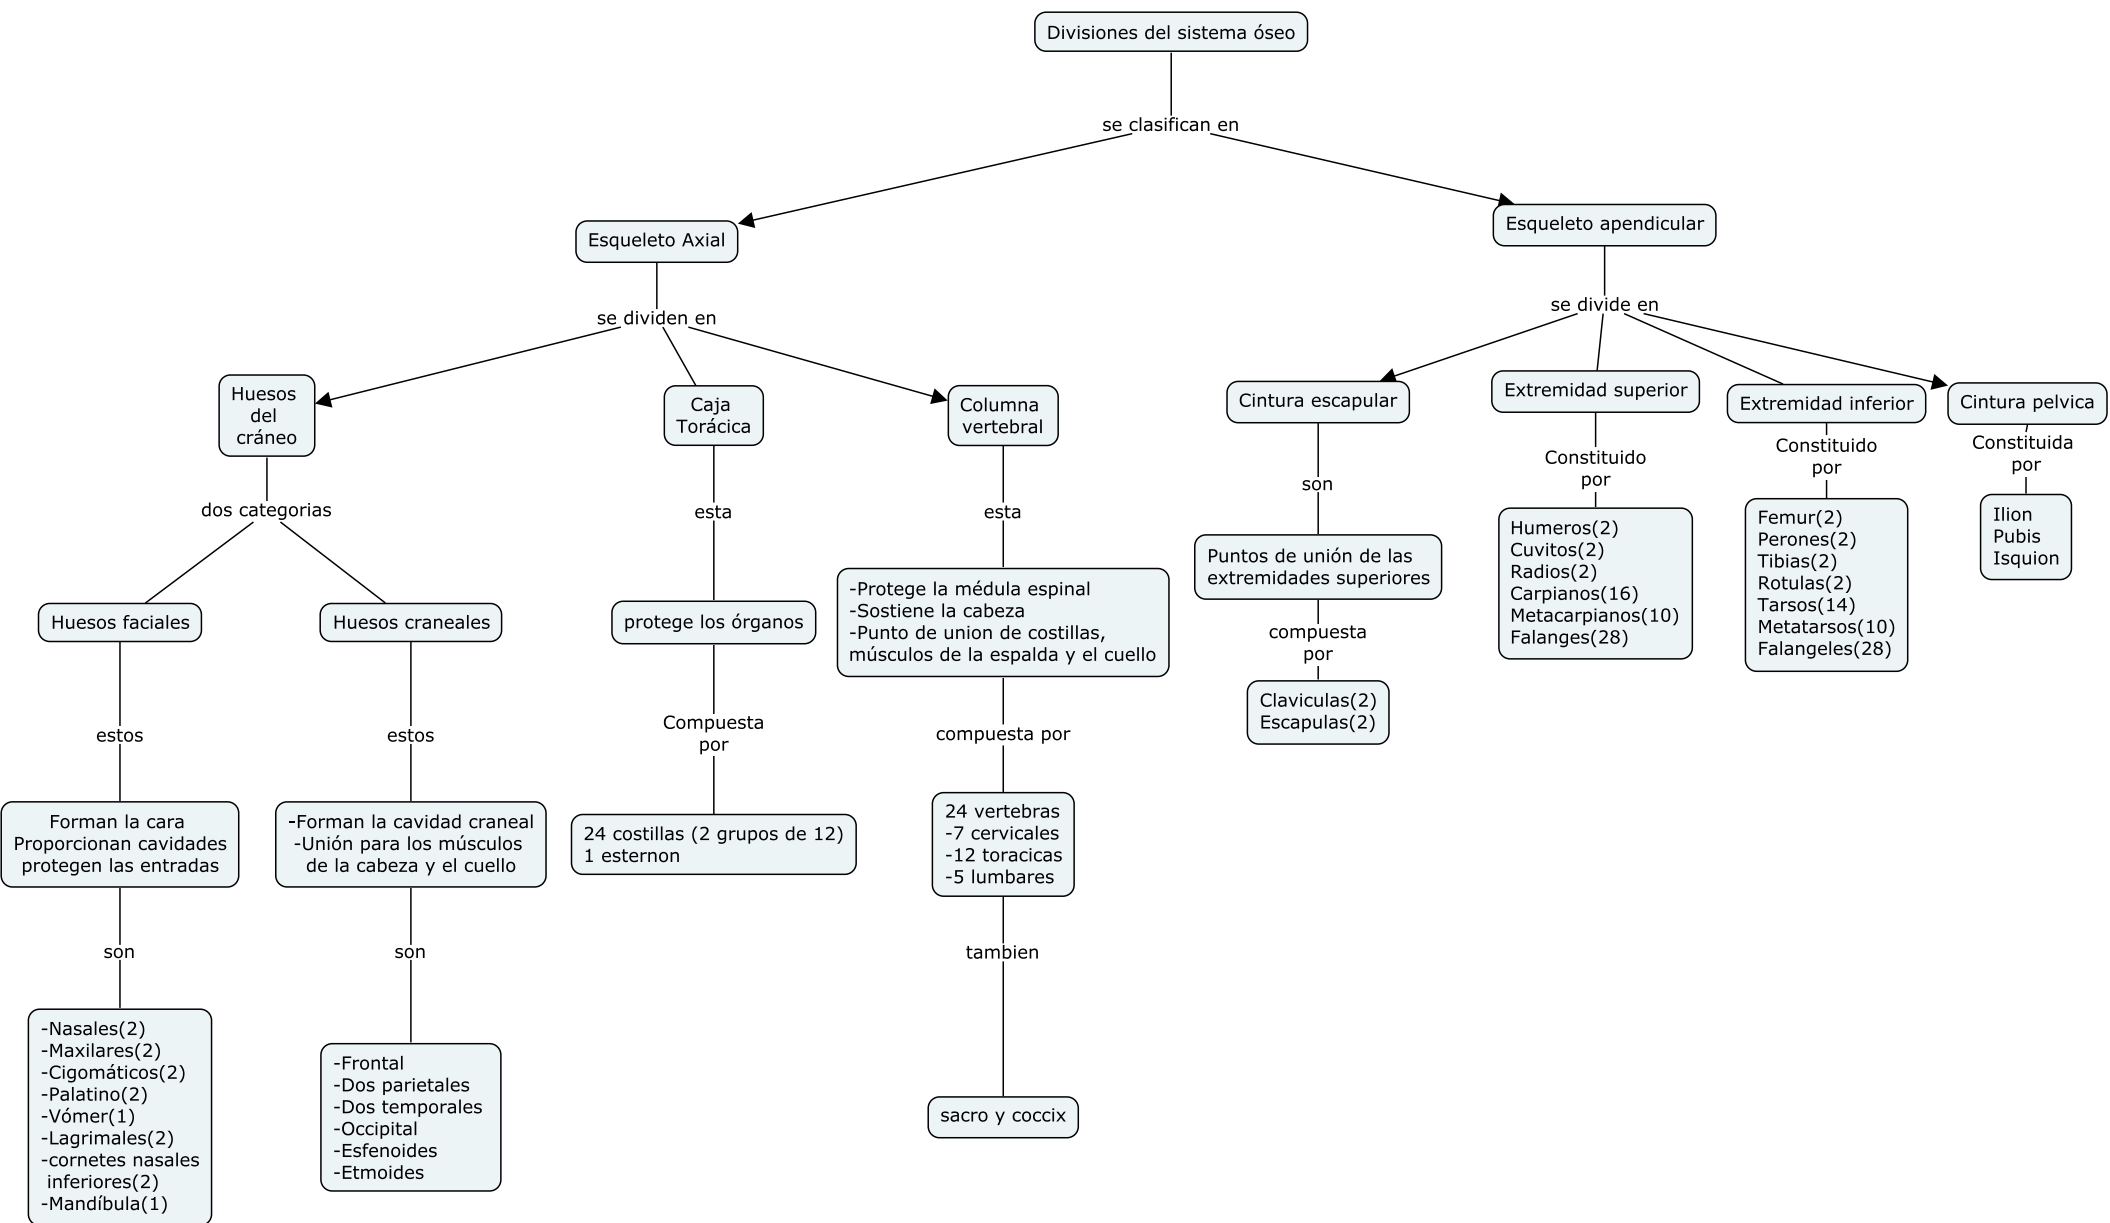 Divisiones del sistema óseo
se clasifican en
Esqueleto Axial
Esqueleto apendicular
se dividen en
se divide en
Huesos
del
cráneo
Caja
Torácica
Columna
vertebral
Cintura escapular
Extremidad superior
Extremidad inferior
Cintura pelvica
dos categorias
esta
esta
son
Constituido
por
Constituido
por
Constituida
por
Huesos faciales
Huesos craneales
protege los órganos
-Protege la médula espinal
-Sostiene la cabeza
-Punto de union de costillas,
músculos de la espalda y el cuello
Puntos de unión de las
extremidades superiores
Humeros(2)
Cuvitos(2)
Radios(2)
Carpianos(16)
Metacarpianos(10)
Falanges(28)
Femur(2)
Perones(2)
Tibias(2)
Rotulas(2)
Tarsos(14)
Metatarsos(10)
Falangeles(28)
Ilion
Pubis
Isquion
estos
estos
Compuesta
por
compuesta por
compuesta
por
Claviculas(2)
Escapulas(2)
Forman la cara
Proporcionan cavidades
protegen las entradas
-Forman la cavidad craneal
-Unión para los músculos
de la cabeza y el cuello
24 costillas (2 grupos de 12)
1 esternon
24 vertebras
-7 cervicales
-12 toracicas
-5 lumbares
son
son
tambien
-Nasales(2)
-Maxilares(2)
-Cigomáticos(2)
-Palatino(2)
-Vómer(1)
-Lagrimales(2)
-cornetes nasales
inferiores(2)
-Mandíbula(1)
-Frontal
-Dos parietales
-Dos temporales
-Occipital
-Esfenoides
-Etmoides
sacro y coccix